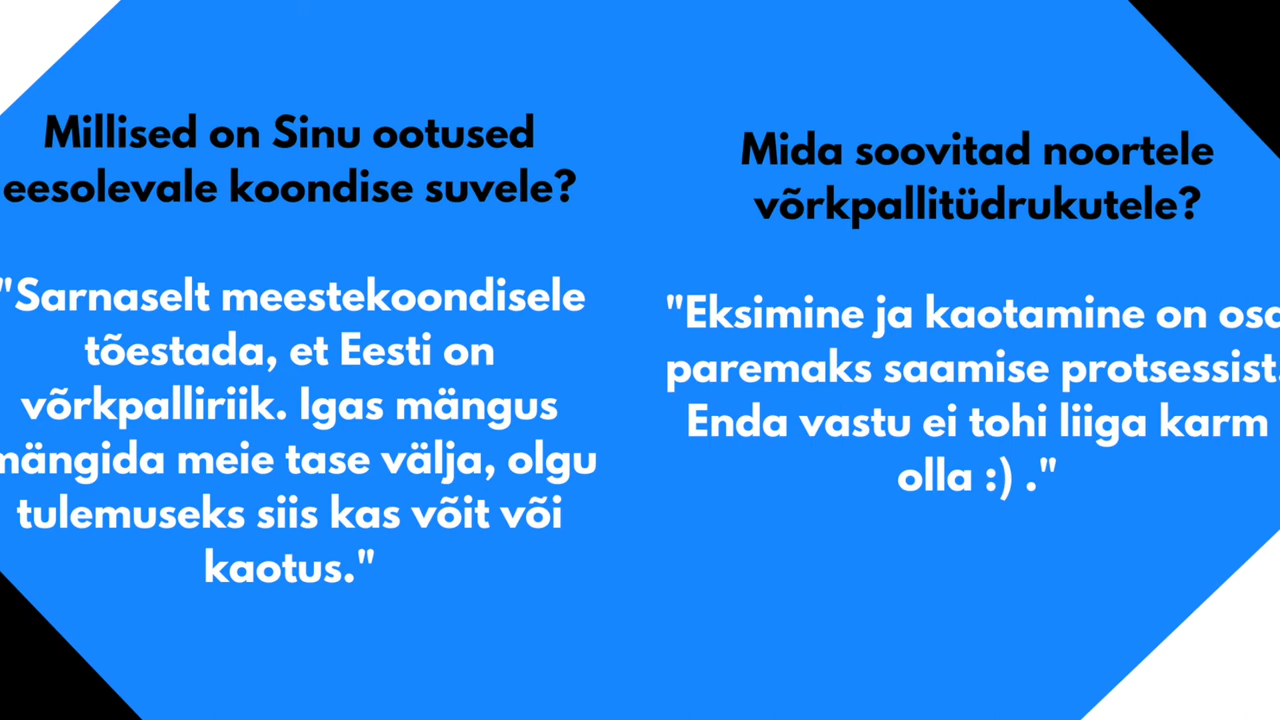 Millised on Sinu ootused
eesolevale koondise suvele?
"Sarnaselt meestekoondisele
tõestada, et Eesti on
võrkpalliriik. Igas mängus
mängida meie tase välja, olgu
tulemuseks siis kas võit või
kaotus."
Mida soovitad noortele
võrkpallitüdrukutele?
"Eksimine ja kaotamine on osa
paremaks saamise protsessist.
Enda vastu ei tohi liiga karm
olla :) ."